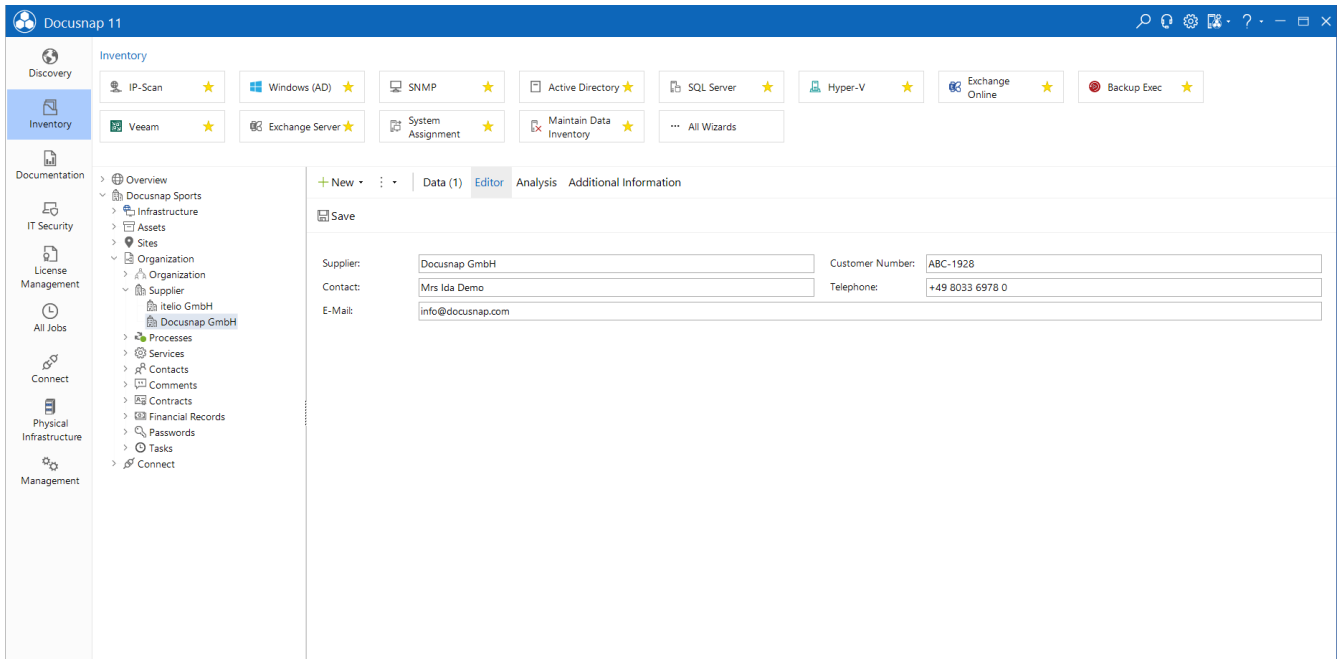 Docusnap 11
?
Discovery
Inventory
Documentation
IT Security
License
Management
All Jobs
Connect
Physical
Infrastructure
Management
Inventory
IP-Scan
Windows (AD)
SNMP
Active Directory
SQL Server
Hyper-V
Exchange
Online
Backup Exec
Veeam
Exchange Server
System
Assignment
Maintain Data
Inventory
All Wizards
Overview
Docusnap Sports
Infrastructure
Assets
Sites
Organization
Organization
Supplier
itelio GmbH
Docusnap GmbH
Processes
Services
Contacts
Comments
Contracts
Financial Records
Passwords
Tasks
Connect
New Data (1) Editor Analysis Additional Information
Save
Supplier: Docusnap GmbH Customer Number: ABC-1928
Contact: Mrs Ida Demo Telephone: +49 8033 6978 0
E-Mail: info@docusnap.com